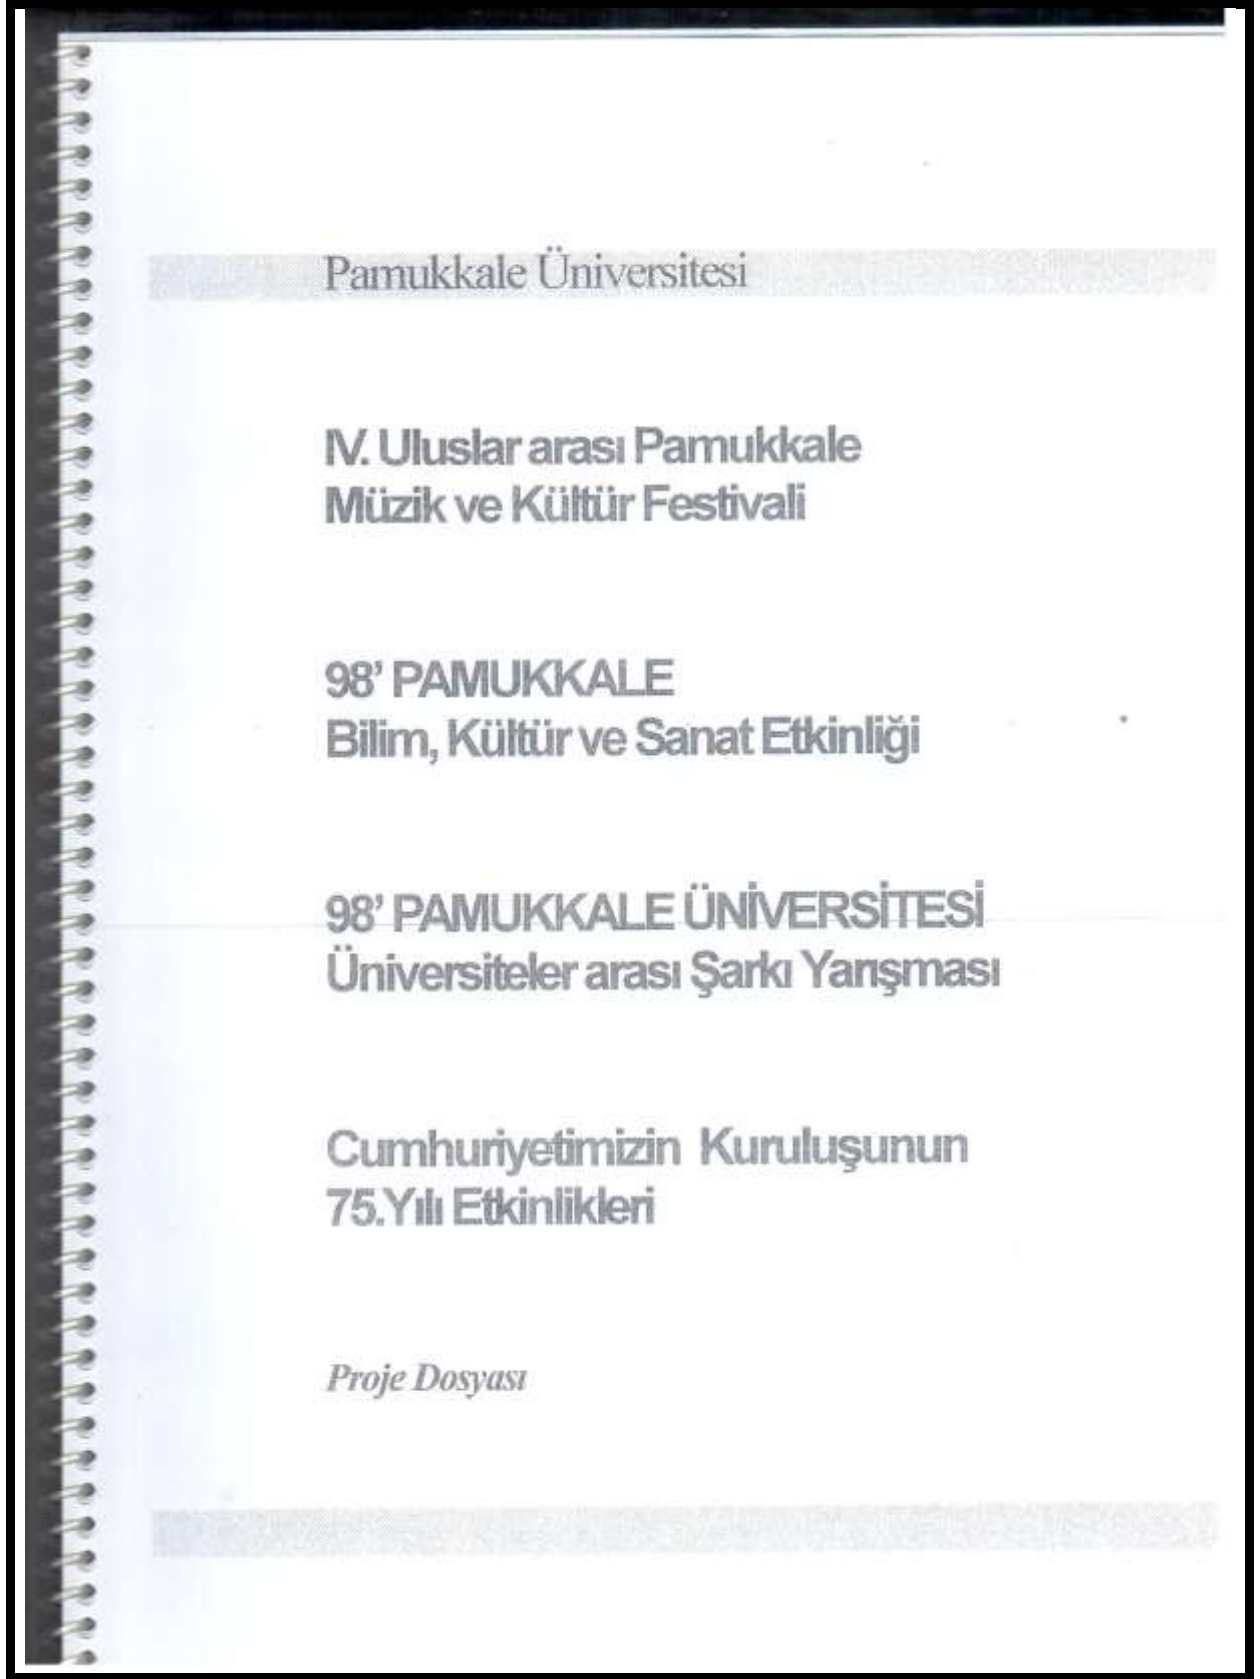 Pamukkale Üniversitesi
IV. Uluslar arası Pamukkale
Müzik ve Kültür Festivali
98’ PAMUKKALE
Bilim, Kültür ve Sanat Etkinliği
98’ PAMUKKALE ÜNİVERSİTESİ
Üniversiteler arası Şarkı Yarışması
Cumhuriyetimizin Kuruluşunun
75.Yılı Etkinlikleri
Proje Dosyası